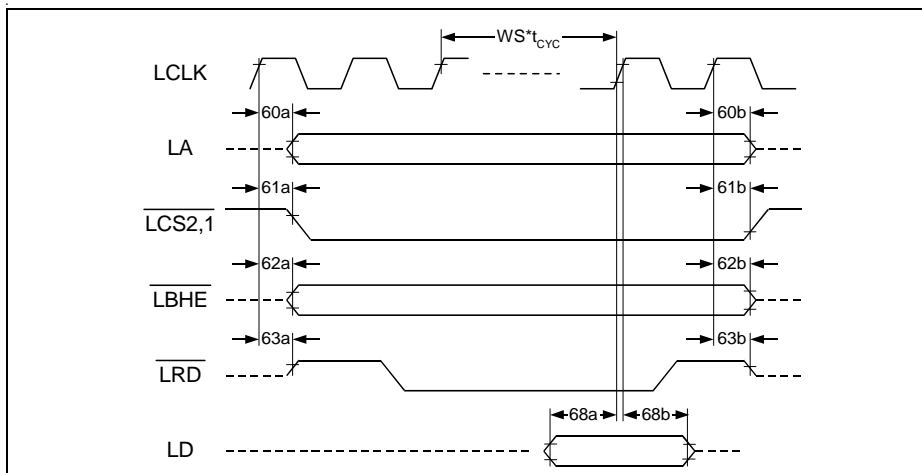 WS*tCYC
LCLK
60a 60b
LA
61a 61b
LCS2,1
62a 62b
LBHE
63a 63b
LRD
68a 68b
LD